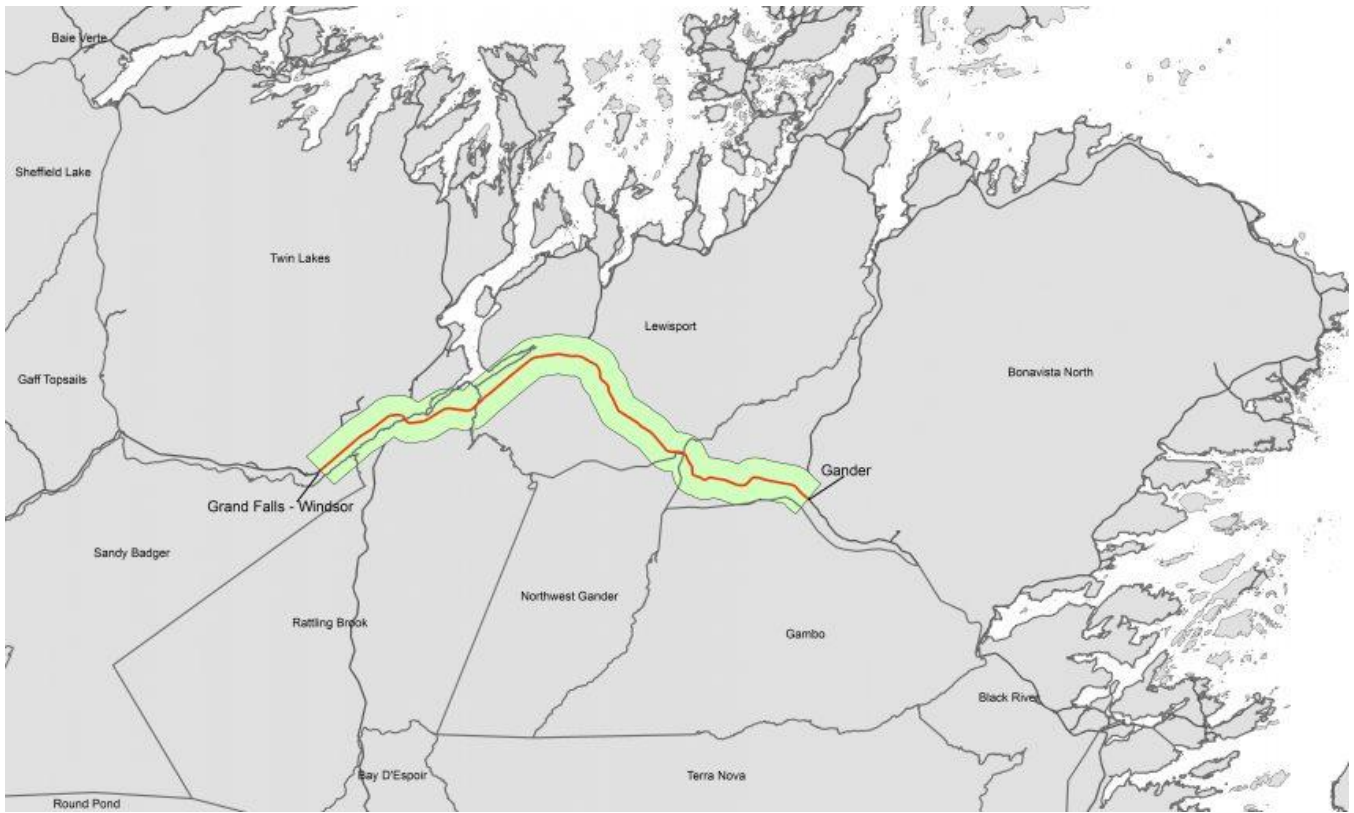 Baie Verte
Sheffield Lake
Twin Lakes
Lewisport
Gaff Topsails
Bonavista North
Gander
Grand Falls - Windsor
Sandy Badger
Northwest Gander
Rattling Brook
Gambo
Black River
Bay D'Espoir
Terra Nova
Round Pond